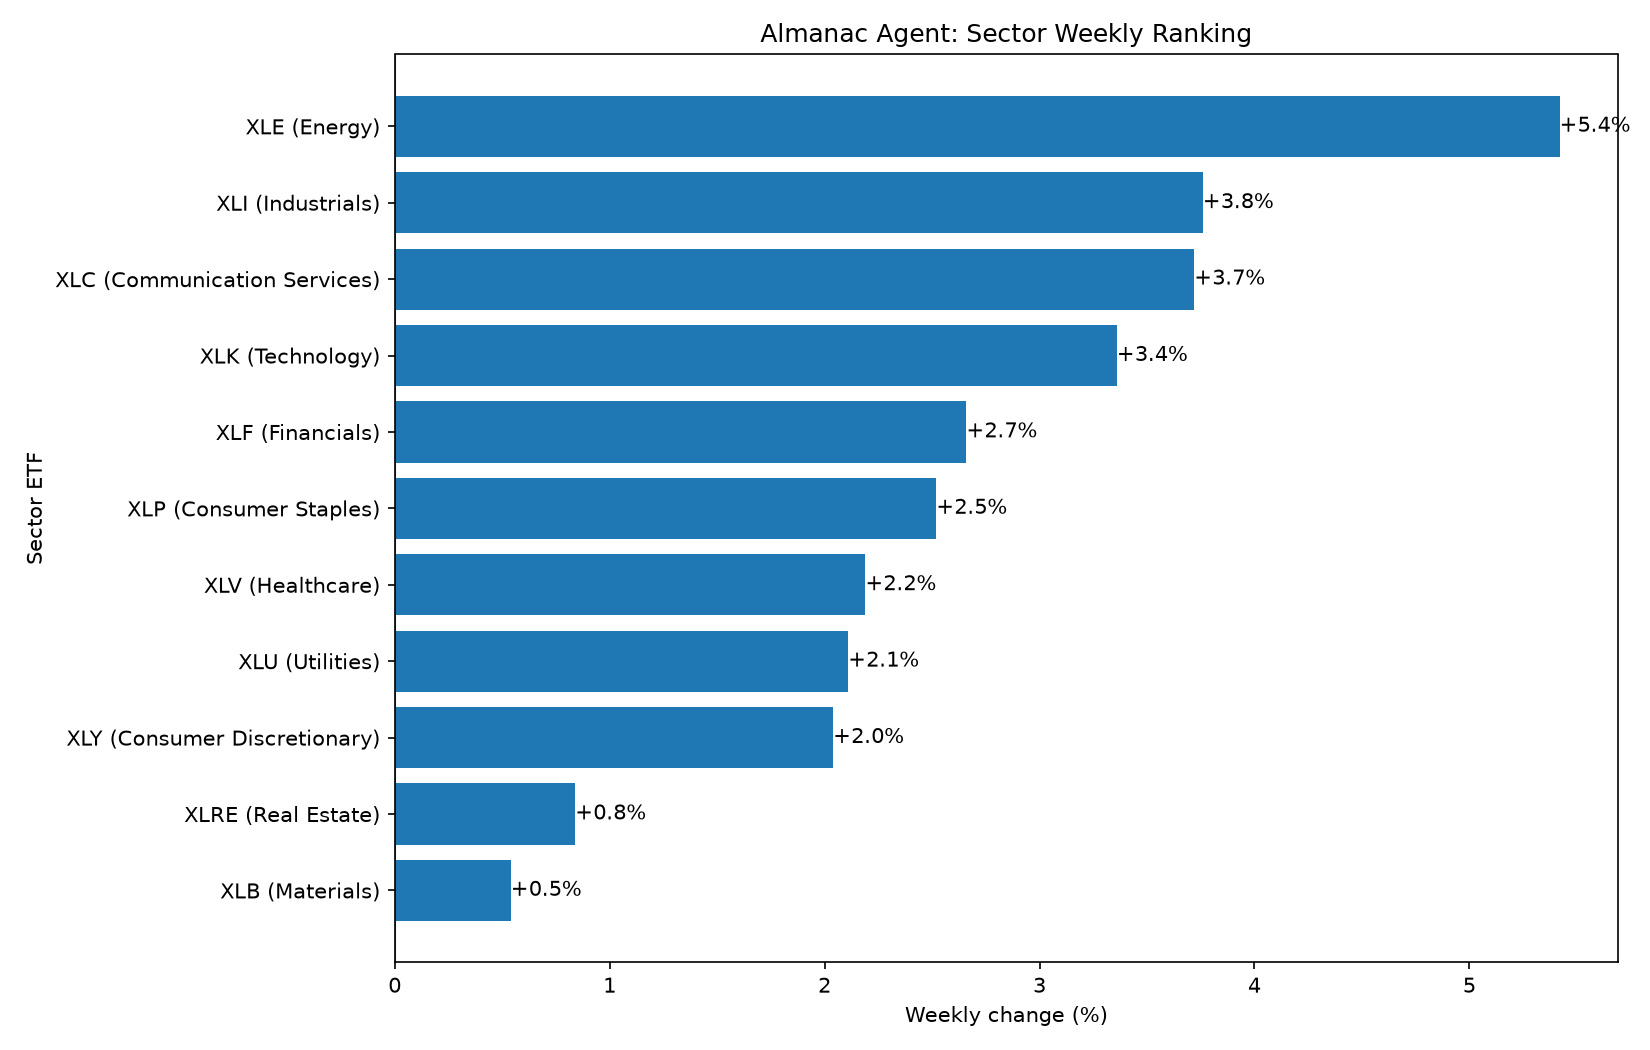 Almanac Agent: Sector Weekly Ranking
Sector ETF
XLE (Energy) +5.4%
XLI (Industrials) +3.8%
XLC (Communication Services) +3.7%
XLK (Technology) +3.4%
XLF (Financials) +2.7%
XLP (Consumer Staples) +2.5%
XLV (Healthcare) +2.2%
XLU (Utilities) +2.1%
XLY (Consumer Discretionary) +2.0%
XLRE (Real Estate) +0.8%
XLB (Materials) +0.5%
0 1 2 3 4 5
Weekly change (%)